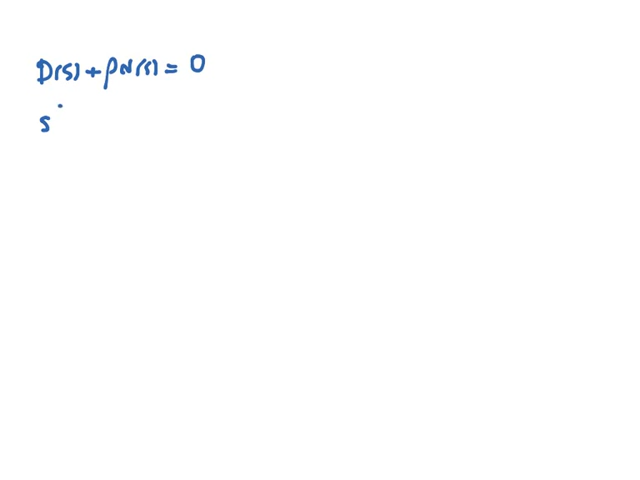 D(s) + ρN(s) = 0
s